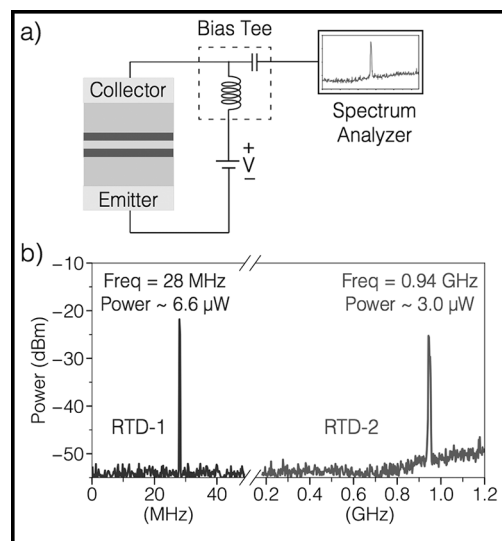 a)
Bias Tee
Collector
Emitter
+
V
−
Spectrum
Analyzer
b)
Power (dBm)
−10
−20
−30
−40
−50
Freq = 28 MHz
Power ~ 6.6 µW
Freq = 0.94 GHz
Power ~ 3.0 µW
RTD-1
RTD-2
0 20 40 0.2 0.4 0.6 0.8 1.0 1.2
(MHz) (GHz)